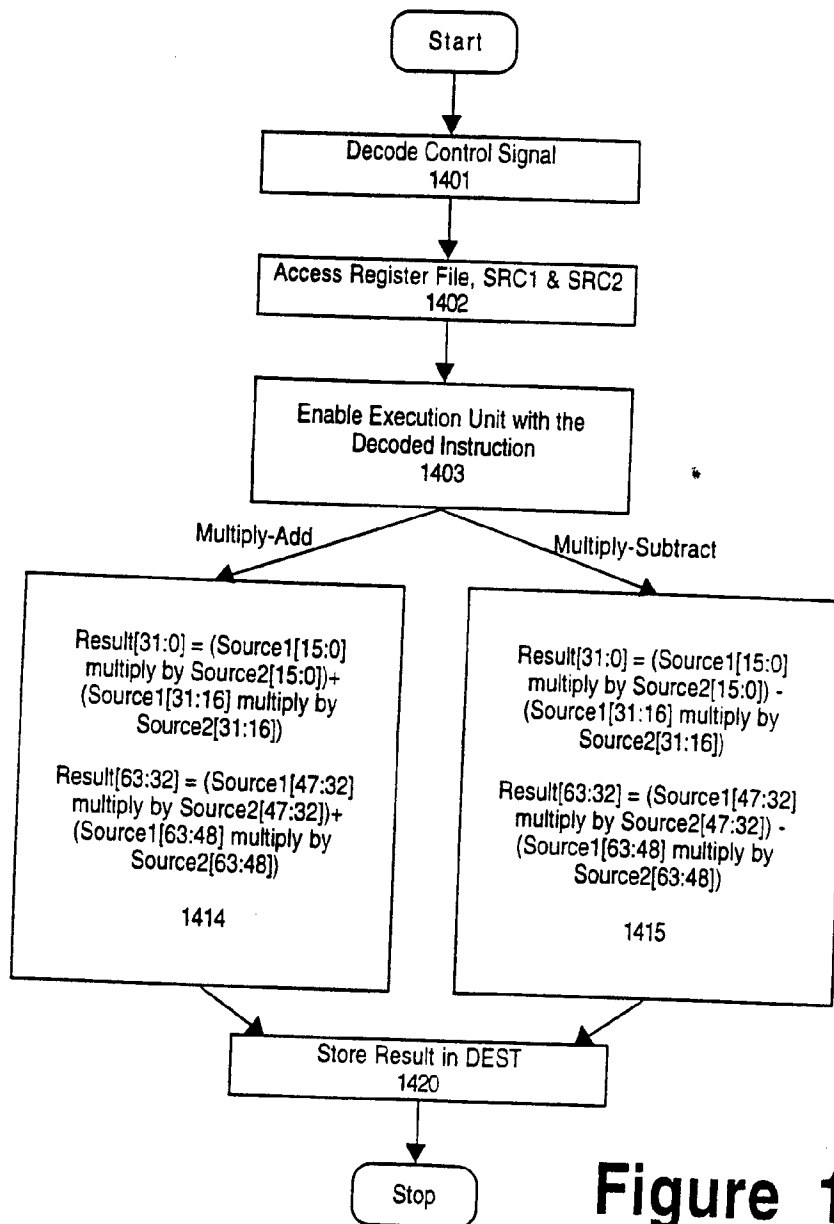 Start
Decode Control Signal
1401
Access Register File, SRC1 & SRC2
1402
Enable Execution Unit with the
Decoded Instruction
1403
Multiply-Add
Multiply-Subtract
Result[31:0] = (Source1[15:0]
multiply by Source2[15:0])+
(Source1[31:16] multiply by
Source2[31:16])
Result[63:32] = (Source1[47:32]
multiply by Source2[47:32])+
(Source1[63:48] multiply by
Source2[63:48])
1414
Result[31:0] = (Source1[15:0]
multiply by Source2[15:0]) -
(Source1[31:16] multiply by
Source2[31:16])
Result[63:32] = (Source1[47:32]
multiply by Source2[47:32]) -
(Source1[63:48] multiply by
Source2[63:48])
1415
Store Result in DEST
1420
Stop
Figure